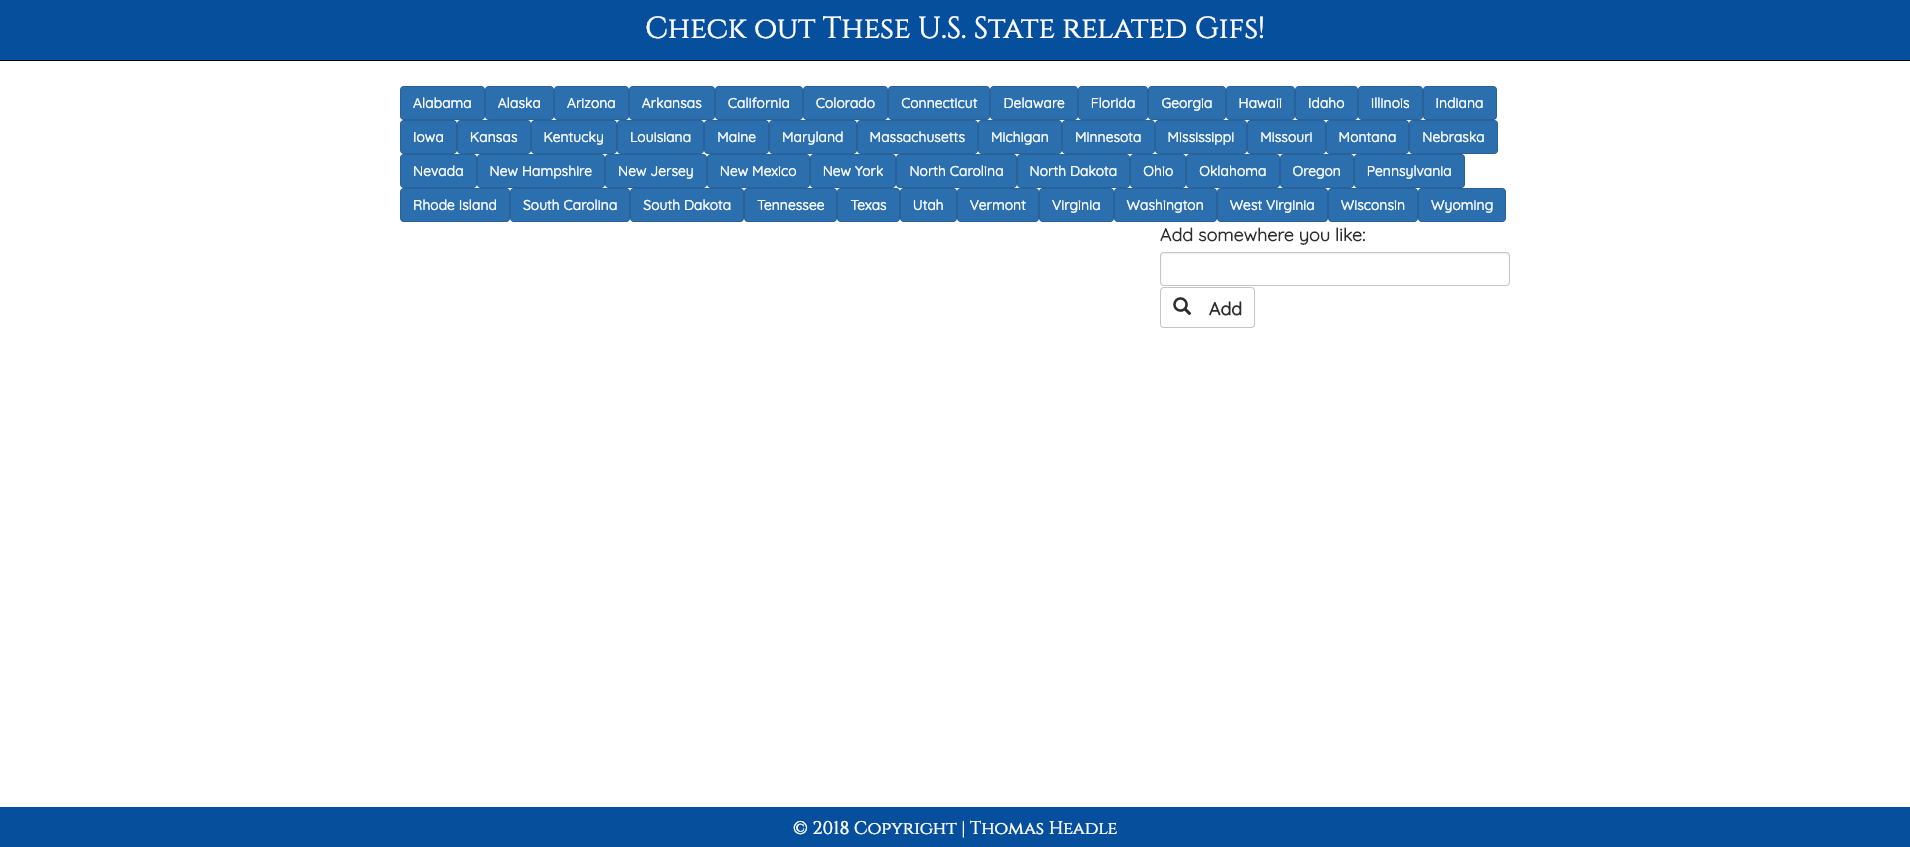 Check out These U.S. State related Gifs!
Alabama Alaska Arizona Arkansas California Colorado Connecticut Delaware Florida Georgia Hawaii Idaho Illinois Indiana
Iowa Kansas Kentucky Louisiana Maine Maryland Massachusetts Michigan Minnesota Mississippi Missouri Montana Nebraska
Nevada New Hampshire New Jersey New Mexico New York North Carolina North Dakota Ohio Oklahoma Oregon Pennsylvania
Rhode Island South Carolina South Dakota Tennessee Texas Utah Vermont Virginia Washington West Virginia Wisconsin Wyoming
Add somewhere you like:
Add
© 2018 Copyright | Thomas Headle